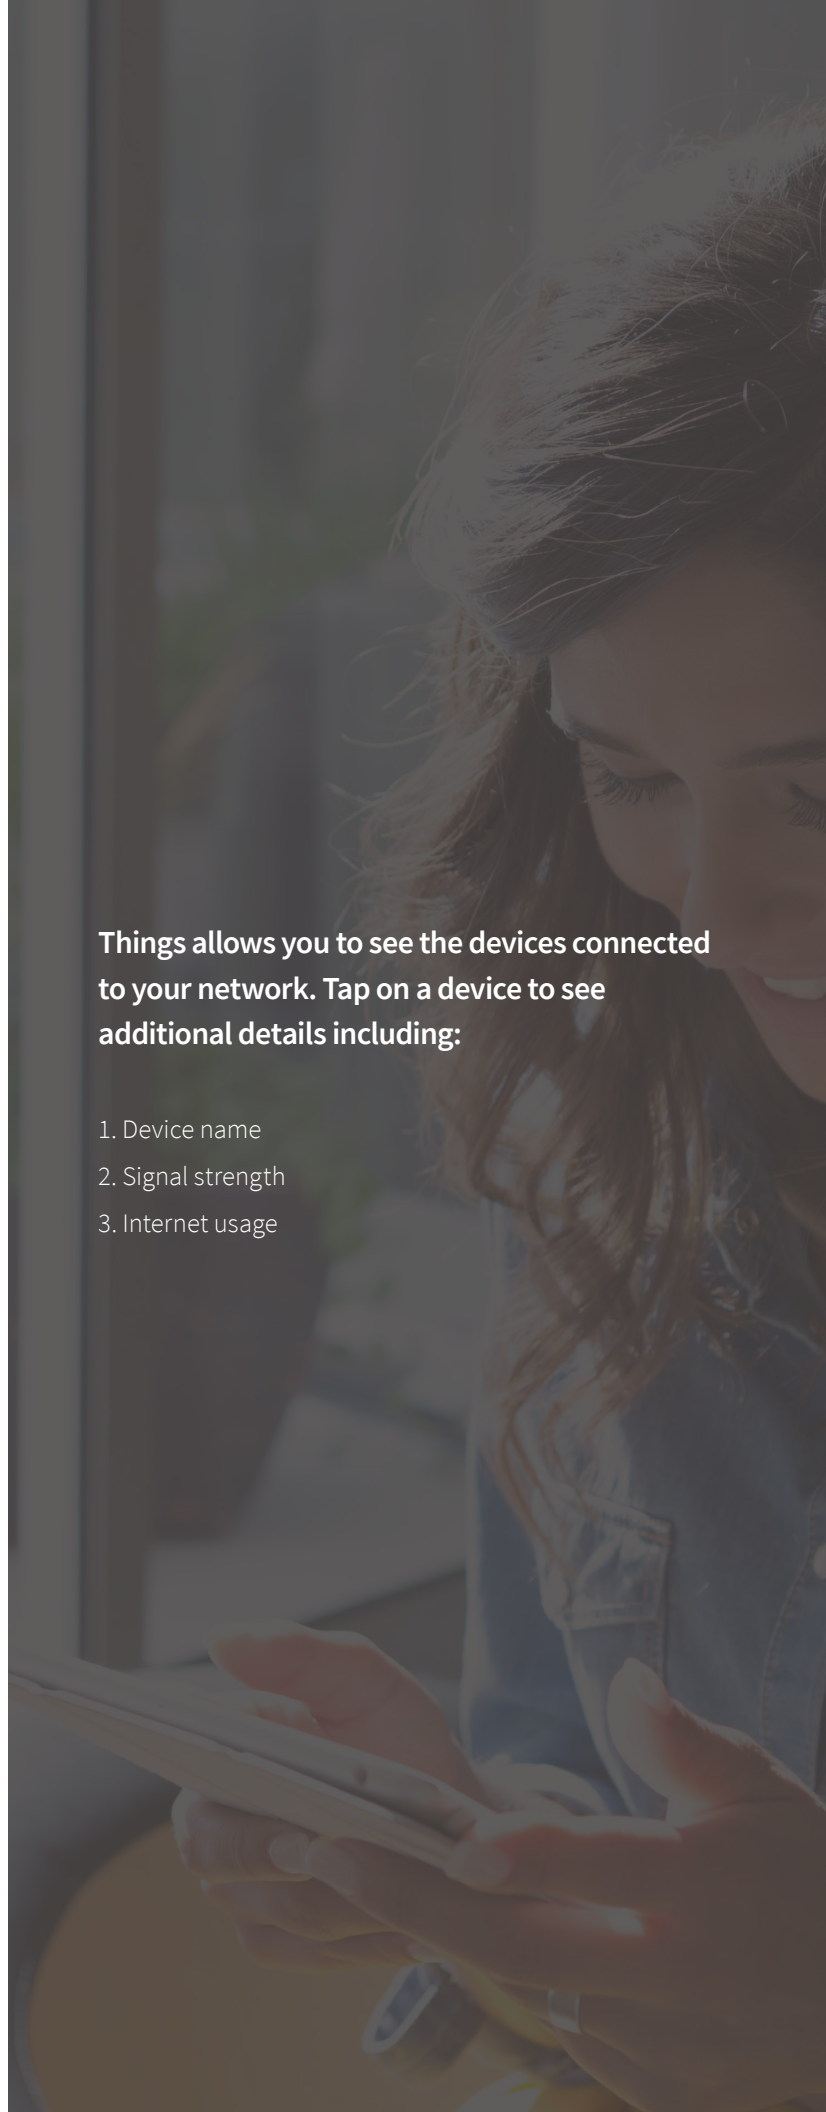 Things allows you to see the devices connected
to your network. Tap on a device to see
additional details including:
1. Device name
2. Signal strength
3. Internet usage